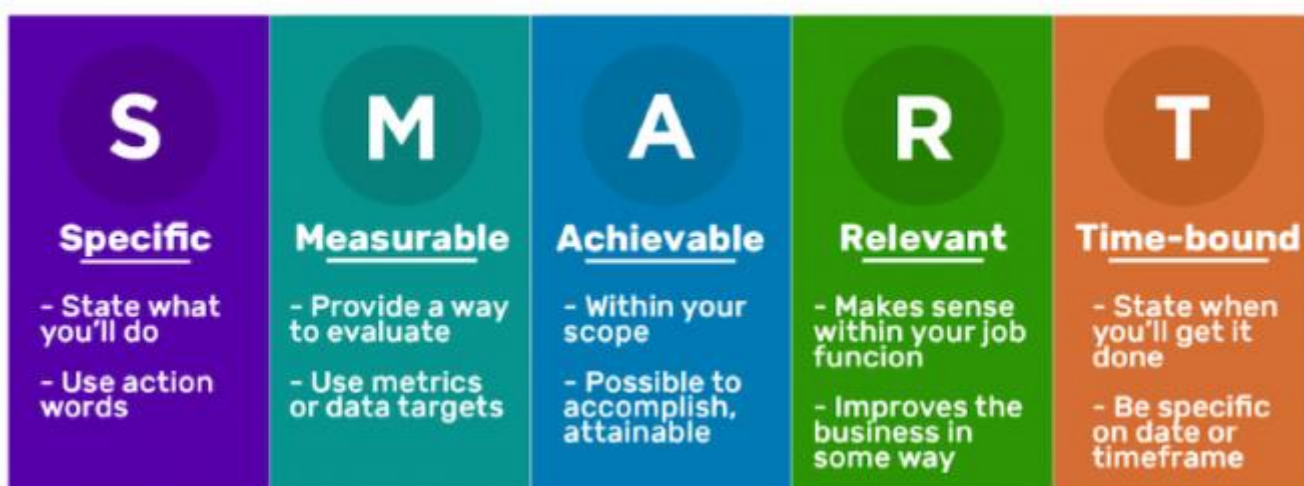 S
Specific
- State what
you'll do
- Use action
words
M
Measurable
- Provide a way
to evaluate
- Use metrics
or data targets
A
Achievable
- Within your
scope
- Possible to
accomplish,
attainable
R
Relevant
- Makes sense
within your job
funcion
- Improves the
business in
some way
T
Time-bound
- State when
you'll get it
done
- Be specific
on date or
timeframe